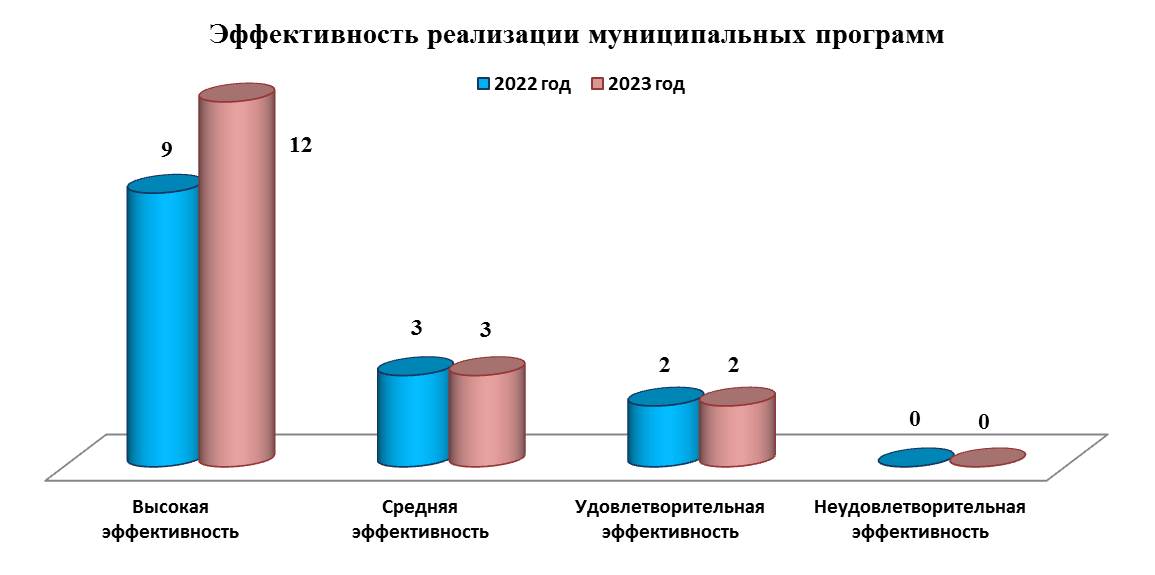 Эффективность реализации муниципальных программ
2022 год 2023 год
9 12
3 3
2 2
0 0
Высокая
эффективность
Средняя
эффективность
Удовлетворительная
эффективность
Неудовлетворительная
эффективность